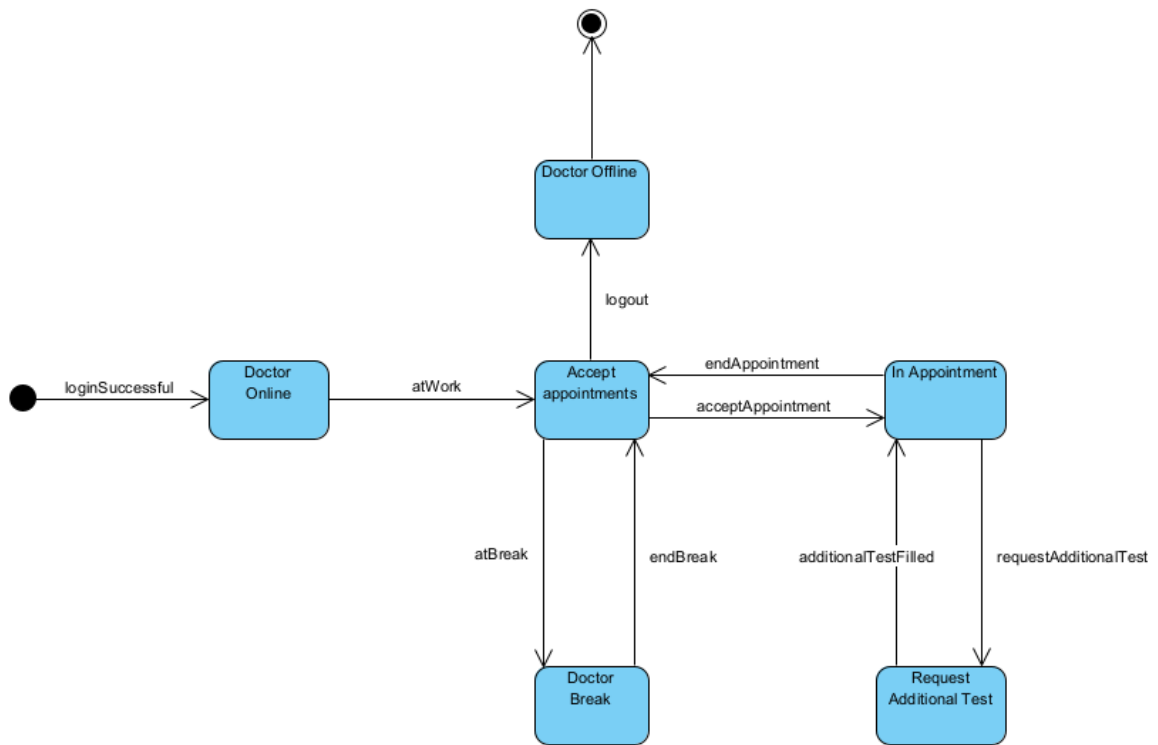 Doctor Offline
logout
loginSuccessful
Doctor
Online
atWork
Accept
appointments
endAppointment
acceptAppointment
In Appointment
atBreak
endBreak
additionalTestFilled
requestAdditionalTest
Doctor
Break
Request
Additional Test